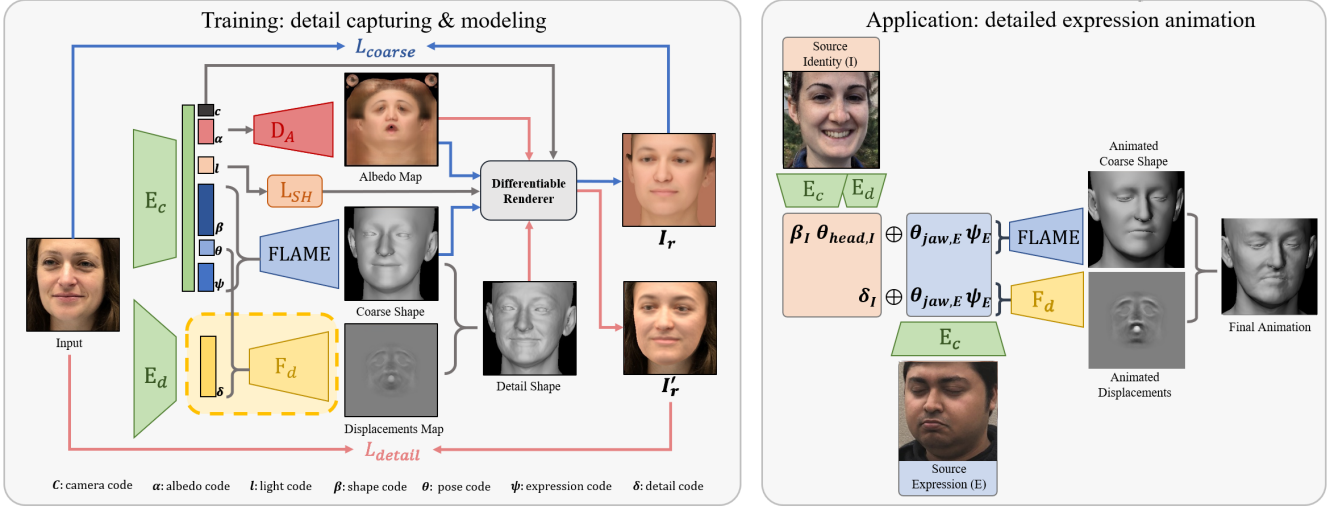 Training: detail capturing & modeling
L_coarse
c
α
D_A
Albedo Map
l
L_SH
Differentiable
Renderer
E_c
β
θ
ψ
FLAME
I_r
Input
Coarse Shape
E_d
δ
F_d
Displacements Map
Detail Shape
I'_r
L_detail
C: camera code α: albedo code l: light code β: shape code θ: pose code ψ: expression code δ: detail code
Application: detailed expression animation
Source
Identity (I)
E_c E_d
β_I θ_head,I ⊕ θ_jaw,E ψ_E
FLAME
δ_I ⊕ θ_jaw,E ψ_E
F_d
E_c
Source
Expression (E)
Animated
Coarse Shape
Animated
Displacements
Final Animation